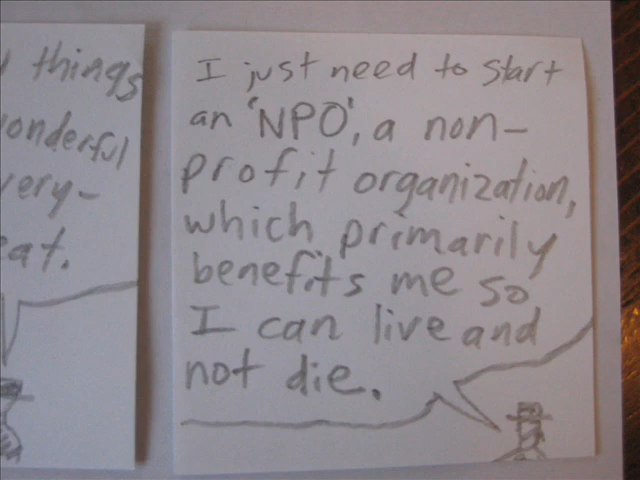 things
onderful
very-
eat.
I just need to start
an 'NPO', a non-
profit organization,
which primarily
benefits me so
I can live and
not die.